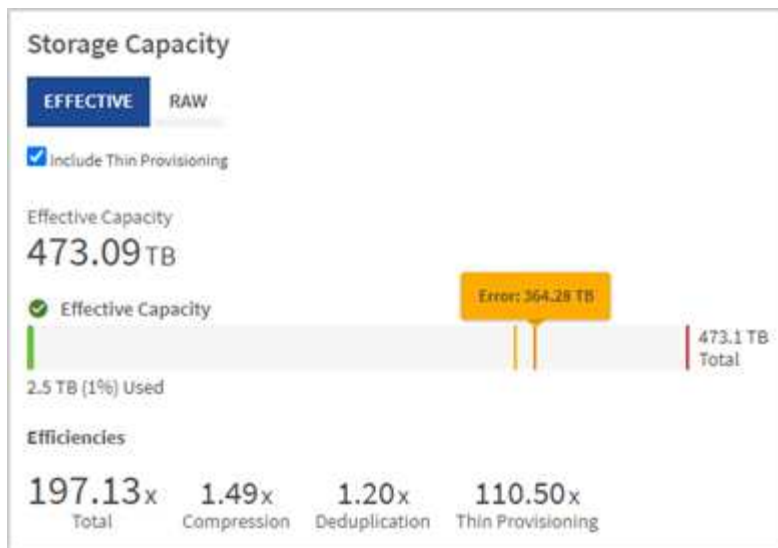 Storage Capacity
EFFECTIVE RAW
Include Thin Provisioning
Effective Capacity
473.09 TB
Error: 364.28 TB
Effective Capacity
473.1 TB
Total
2.5 TB (1%) Used
Efficiencies
197.13x 1.49x 1.20x 110.50x
Total Compression Deduplication Thin Provisioning